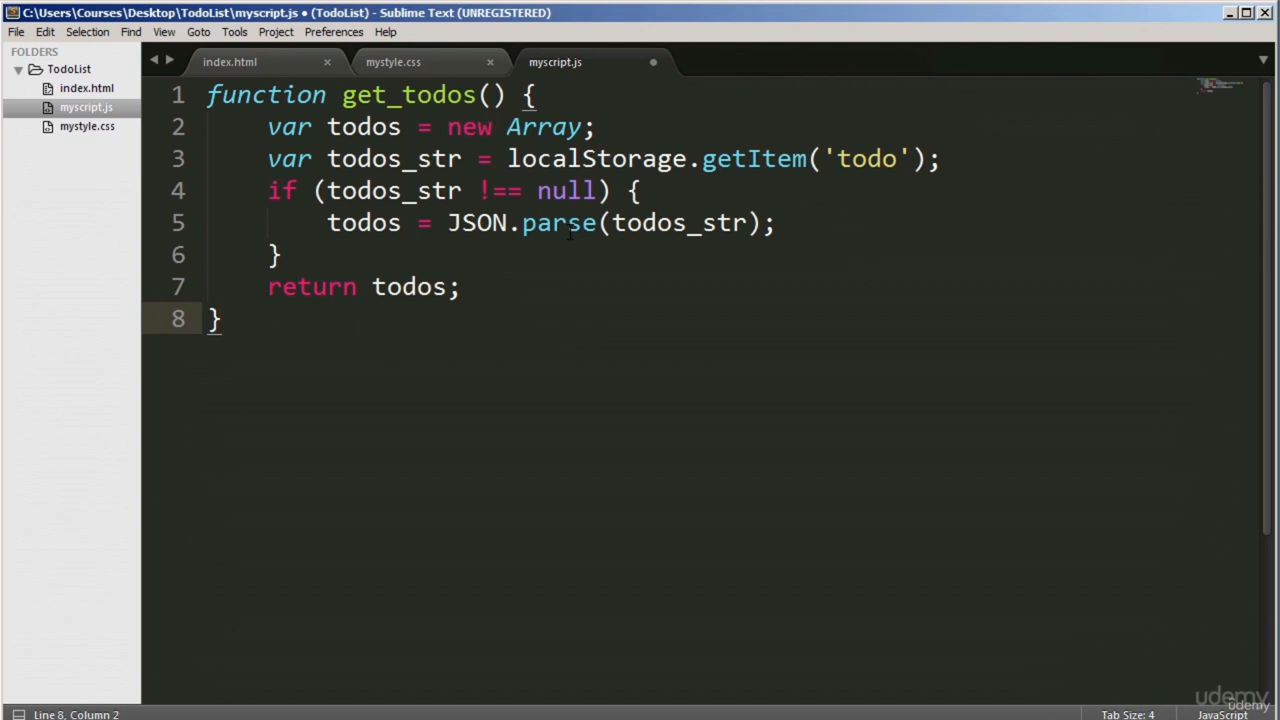 C:\Users\Courses\Desktop\TodoList\myscript.js • (TodoList) - Sublime Text (UNREGISTERED)
File Edit Selection Find View Goto Tools Project Preferences Help
FOLDERS
TodoList
index.html
myscript.js
mystyle.css
index.html × mystyle.css × myscript.js
1 function get_todos() {
2     var todos = new Array;
3     var todos_str = localStorage.getItem('todo');
4     if (todos_str !== null) {
5         todos = JSON.parse(todos_str);
6     }
7     return todos;
8 }
udemy
udemy
Line 8, Column 2 Tab Size: 4 JavaScript